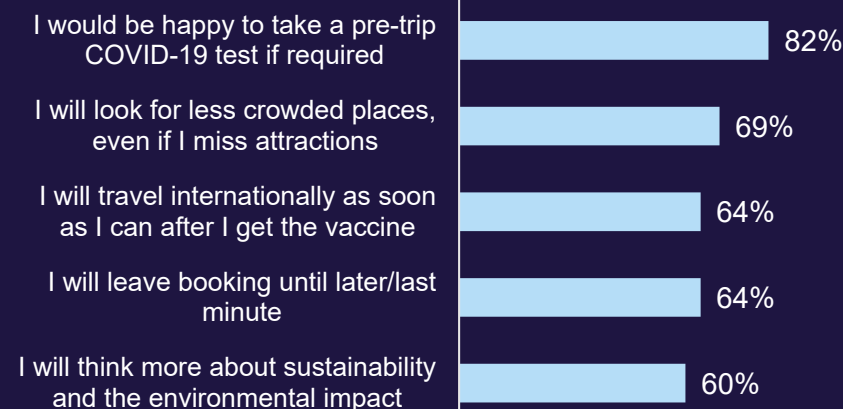 I would be happy to take a pre-trip
COVID-19 test if required
82%
I will look for less crowded places,
even if I miss attractions
69%
I will travel internationally as soon
as I can after I get the vaccine
64%
I will leave booking until later/last
minute
64%
I will think more about sustainability
and the environmental impact
60%